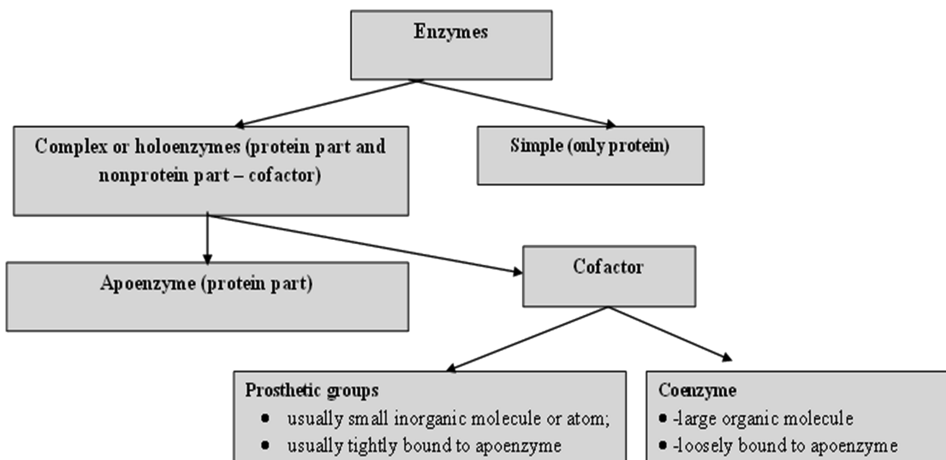 Enzymes
Complex or holoenzymes (protein part and
nonprotein part – cofactor)
Simple (only protein)
Apoenzyme (protein part)
Cofactor
Prosthetic groups
• usually small inorganic molecule or atom;
• usually tightly bound to apoenzyme
Coenzyme
• -large organic molecule
• -loosely bound to apoenzyme